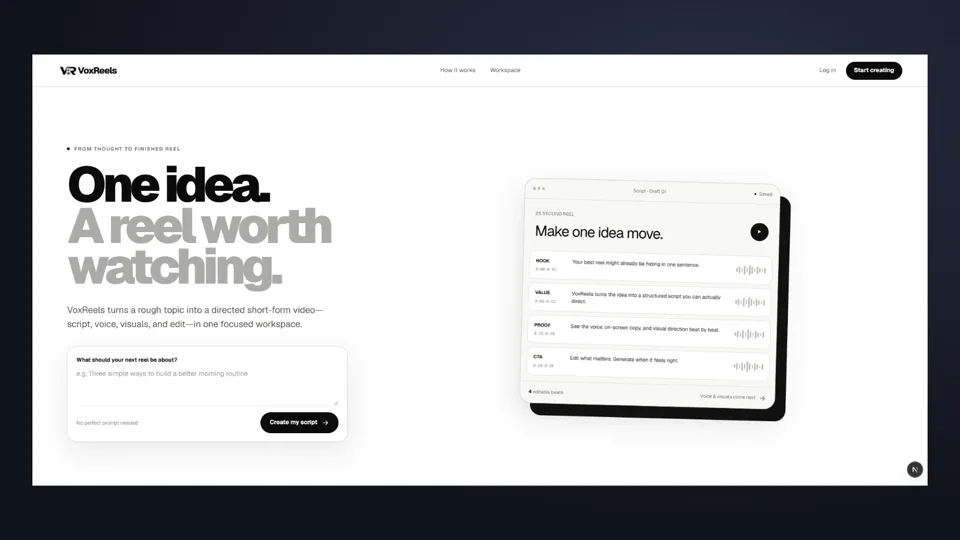 VR VoxReels
How it works
Workspace
Log in
Start creating
FROM THOUGHT TO FINISHED REEL
One idea.
A reel worth
watching.
VoxReels turns a rough topic into a directed short-form video—
script, voice, visuals, and edit—in one focused workspace.
What should your next reel be about?
e.g. Three simple ways to build a better morning routine
No perfect prompt needed
Create my script →
Script · Draft 01
Saved
25 SECOND REEL
Make one idea move.
HOOK
Your best reel might already be hiding in one sentence.
VALUE
VoxReels turns the idea into a structured script you can actually
direct.
PROOF
See the voice, on-screen copy, and visual direction beat by beat.
CTA
Edit what matters. Generate when it feels right.
4 editable beats
Voice & visuals come next →
N